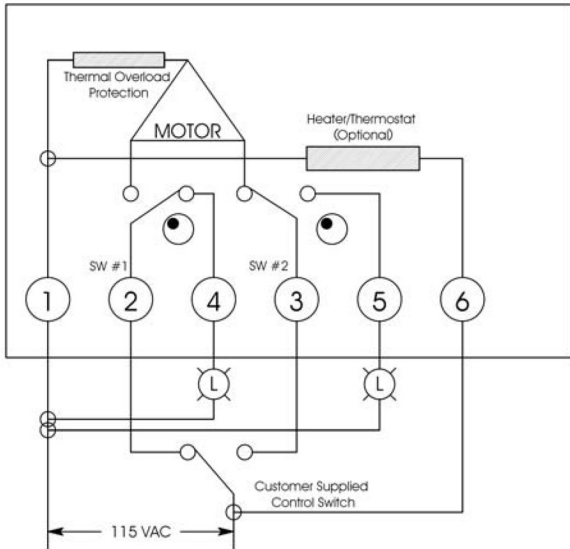 Thermal Overload
Protection
MOTOR
Heater/Thermostat
(Optional)
SW #1
SW #2
1
2
4
3
5
6
L
L
Customer Supplied
Control Switch
115 VAC